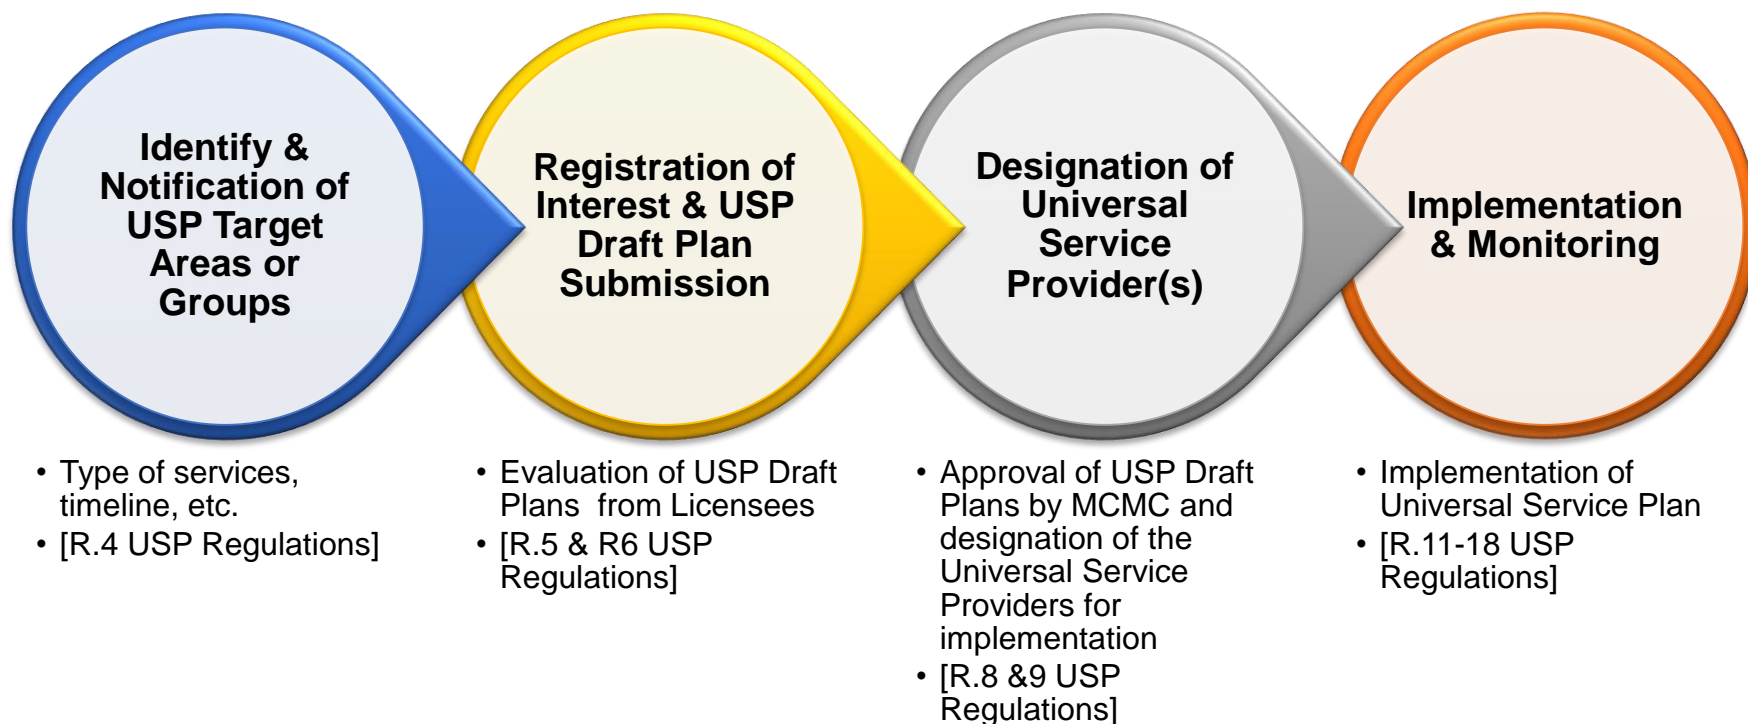 Identify &
Notification of
USP Target
Areas or
Groups
Registration of
Interest & USP
Draft Plan
Submission
Designation of
Universal
Service
Provider(s)
Implementation
& Monitoring
• Type of services,
timeline, etc.
• [R.4 USP Regulations]
• Evaluation of USP Draft
Plans  from Licensees
• [R.5 & R6 USP
Regulations]
• Approval of USP Draft
Plans by MCMC and
designation of the
Universal Service
Providers for
implementation
• [R.8 &9 USP
Regulations]
• Implementation of
Universal Service Plan
• [R.11-18 USP
Regulations]